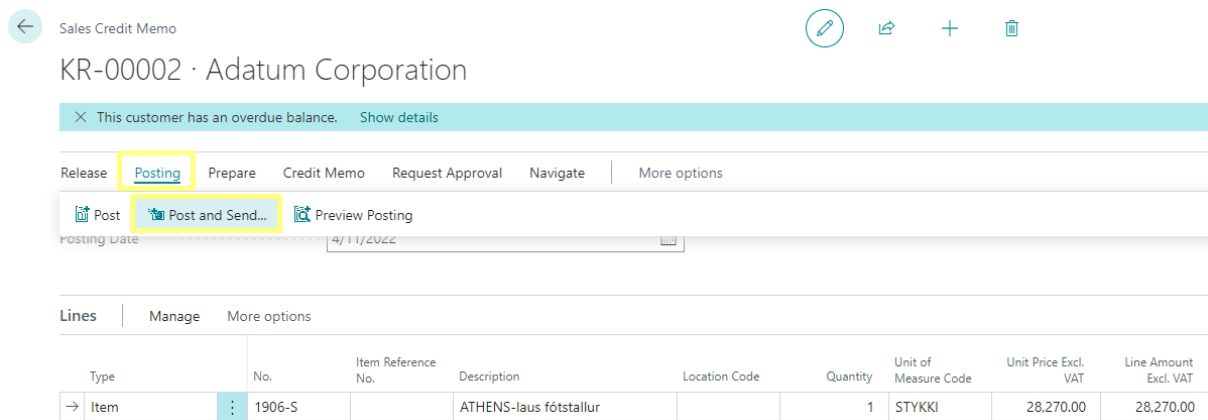 Sales Credit Memo
KR-00002 · Adatum Corporation
This customer has an overdue balance. Show details
Release Posting Prepare Credit Memo Request Approval Navigate More options
Post Post and Send... Preview Posting
Posting Date 4/11/2022
Lines Manage More options
Type No. Item Reference No. Description Location Code Quantity Unit of Measure Code Unit Price Excl. VAT Line Amount Excl. VAT
Item 1906-S ATHENS-laus fótstallur 1 STYKKI 28,270.00 28,270.00